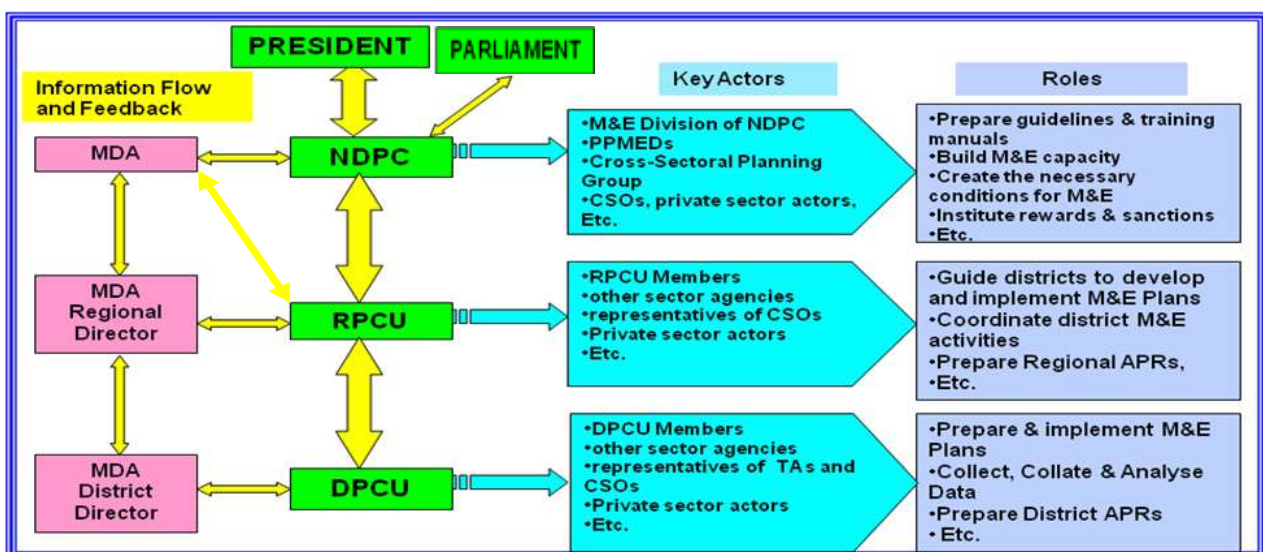 PRESIDENT
PARLIAMENT
Information Flow
and Feedback
Key Actors
Roles
MDA
NDPC
•M&E Division of NDPC
•PPMEDs
•Cross-Sectoral Planning
Group
•CSOs, private sector actors,
Etc.
•Prepare guidelines & training
manuals
•Build M&E capacity
•Create the necessary
conditions for M&E
•Institute rewards & sanctions
•Etc.
MDA
Regional
Director
RPCU
•RPCU Members
•other sector agencies
•representatives of CSOs
•Private sector actors
•Etc.
•Guide districts to develop
and implement M&E Plans
•Coordinate district M&E
activities
•Prepare Regional APRs,
•Etc.
MDA
District
Director
DPCU
•DPCU Members
•other sector agencies
•representatives of TAs and
CSOs
•Private sector actors
•Etc.
•Prepare & implement M&E
Plans
•Collect, Collate & Analyse
Data
•Prepare District APRs
• Etc.